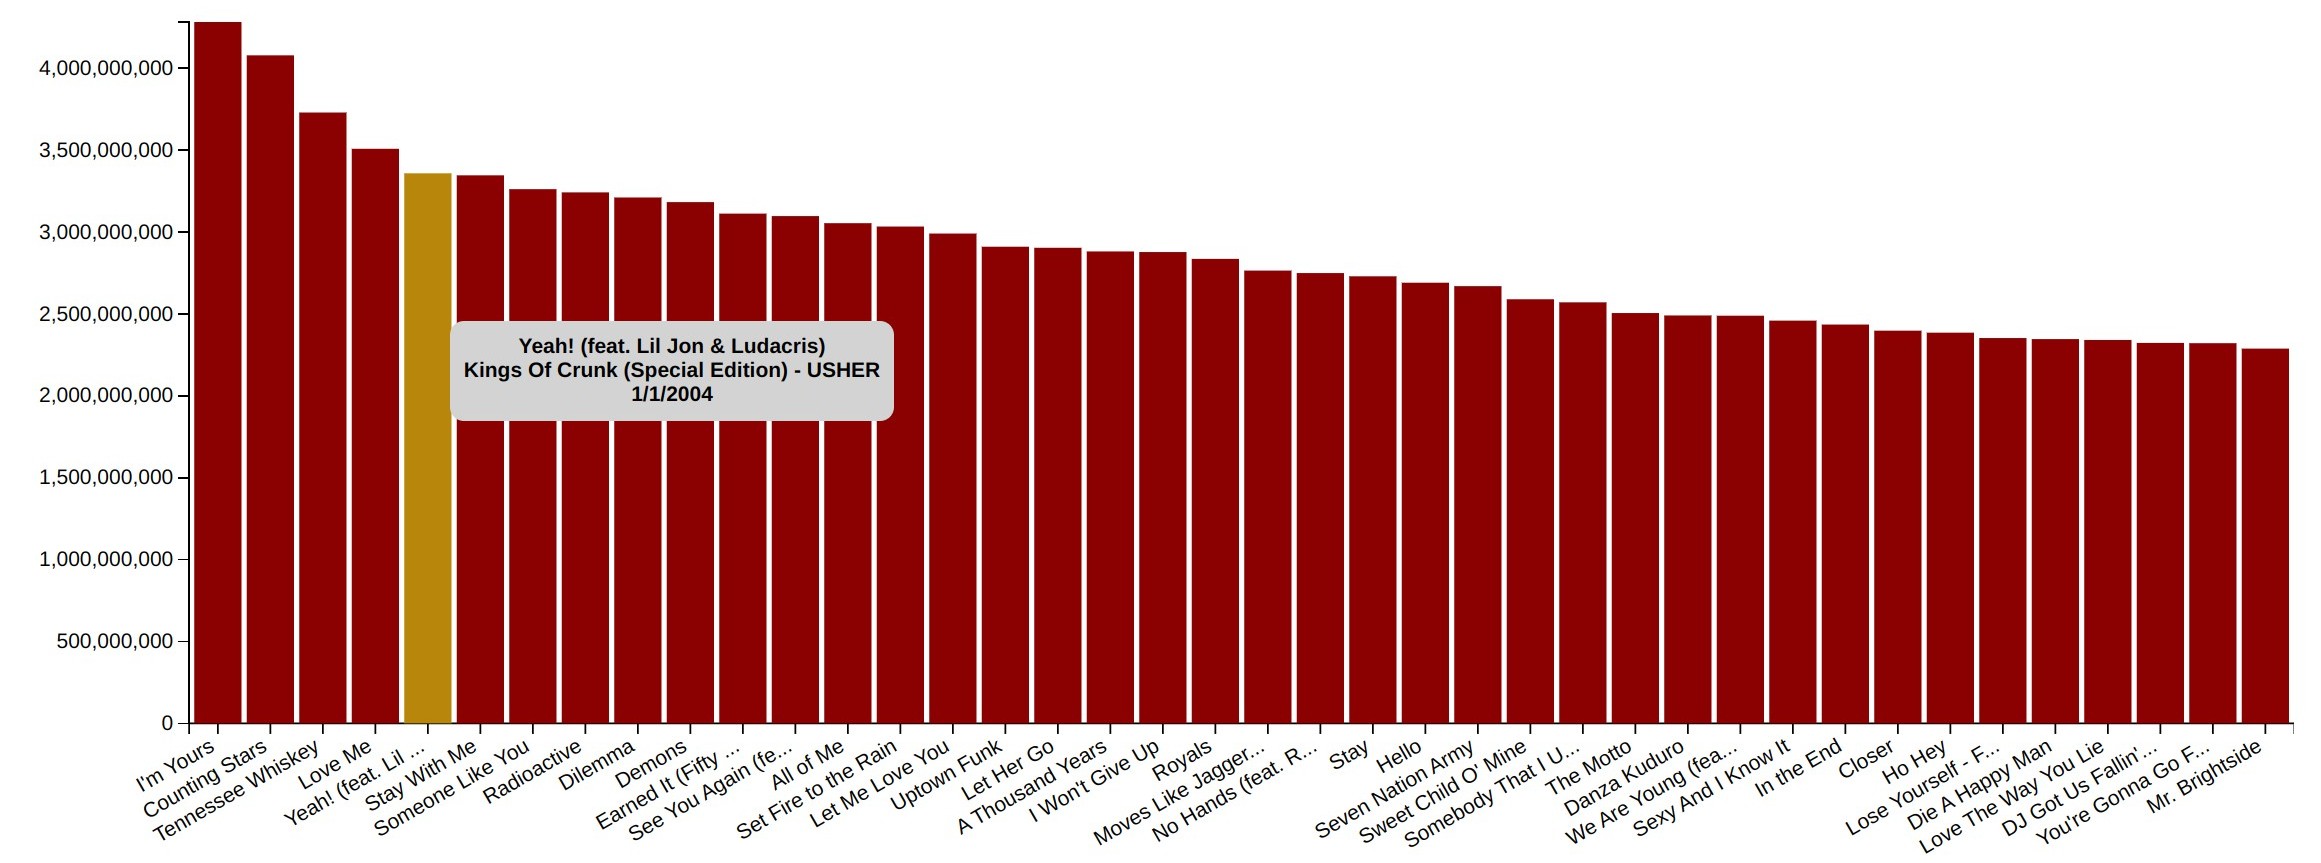 4,000,000,000
3,500,000,000
3,000,000,000
2,500,000,000
2,000,000,000
1,500,000,000
1,000,000,000
500,000,000
0
Yeah! (feat. Lil Jon & Ludacris)
Kings Of Crunk (Special Edition) - USHER
1/1/2004
I'm Yours
Counting Stars
Tennessee Whiskey
Love Me
Yeah! (feat. Lil ...
Stay With Me
Someone Like You
Radioactive
Dilemma
Demons
Earned It (Fifty ...
See You Again (fe...
All of Me
Set Fire to the Rain
Let Me Love You
Uptown Funk
Let Her Go
A Thousand Years
I Won't Give Up
Royals
Moves Like Jagger...
No Hands (feat. R...
Stay
Hello
Seven Nation Army
Sweet Child O' Mine
Somebody That I U...
The Motto
Danza Kuduro
We Are Young (fea...
Sexy And I Know It
In the End
Closer
Ho Hey
Lose Yourself - F...
Die A Happy Man
Love The Way You Lie
DJ Got Us Fallin'...
You're Gonna Go F...
Mr. Brightside